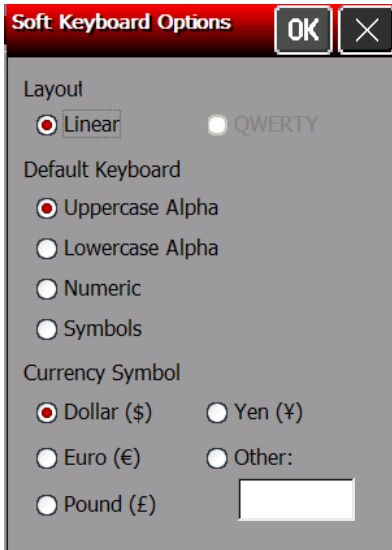 Soft Keyboard Options OK
Layout
Linear QWERTY
Default Keyboard
Uppercase Alpha
Lowercase Alpha
Numeric
Symbols
Currency Symbol
Dollar ($) Yen (¥)
Euro (€) Other:
Pound (£)